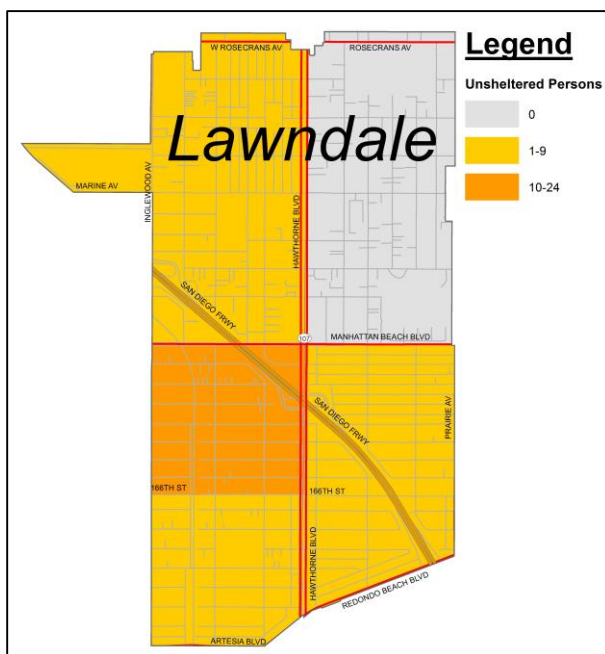 W ROSECRANS AV
ROSECRANS AV
Legend
Unsheltered Persons
0
1-9
10-24
Lawndale
MARINE AV
INGLEWOOD AV
HAWTHORNE BLVD
SAN DIEGO FRWY
MANHATTAN BEACH BLVD
107
SAN DIEGO FRWY
PRAIRIE AV
166TH ST
166TH ST
HAWTHORNE BLVD
REDONDO BEACH BLVD
ARTESIA BLVD